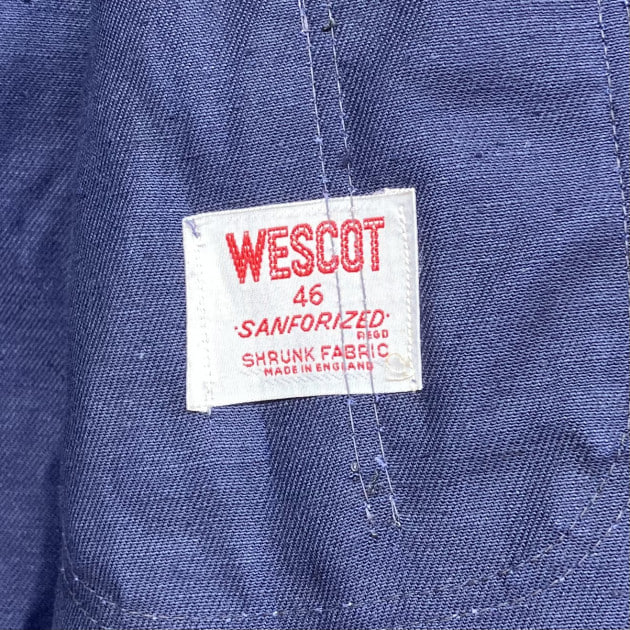 WESCOT
46
·SANFORIZED·
REGD
SHRUNK FABRIC
MADE IN ENGLAND